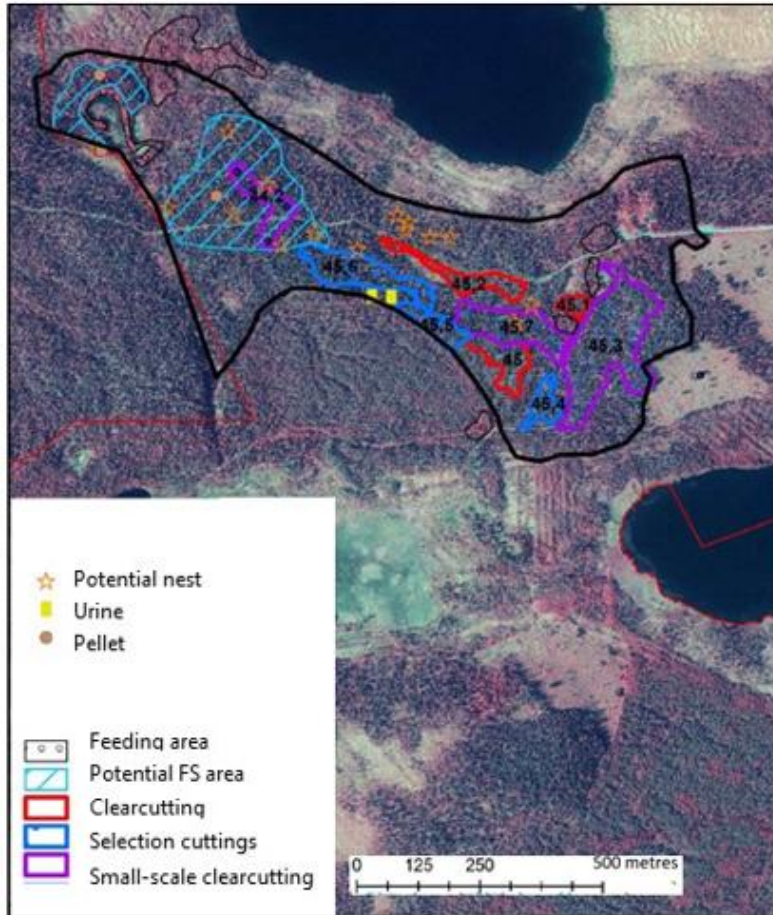 45,6
45,2
45,1
45,5
45,7
45,3
45
45,4
Potential nest
Urine
Pellet
Feeding area
Potential FS area
Clearcutting
Selection cuttings
Small-scale clearcutting
0 125 250 500 metres